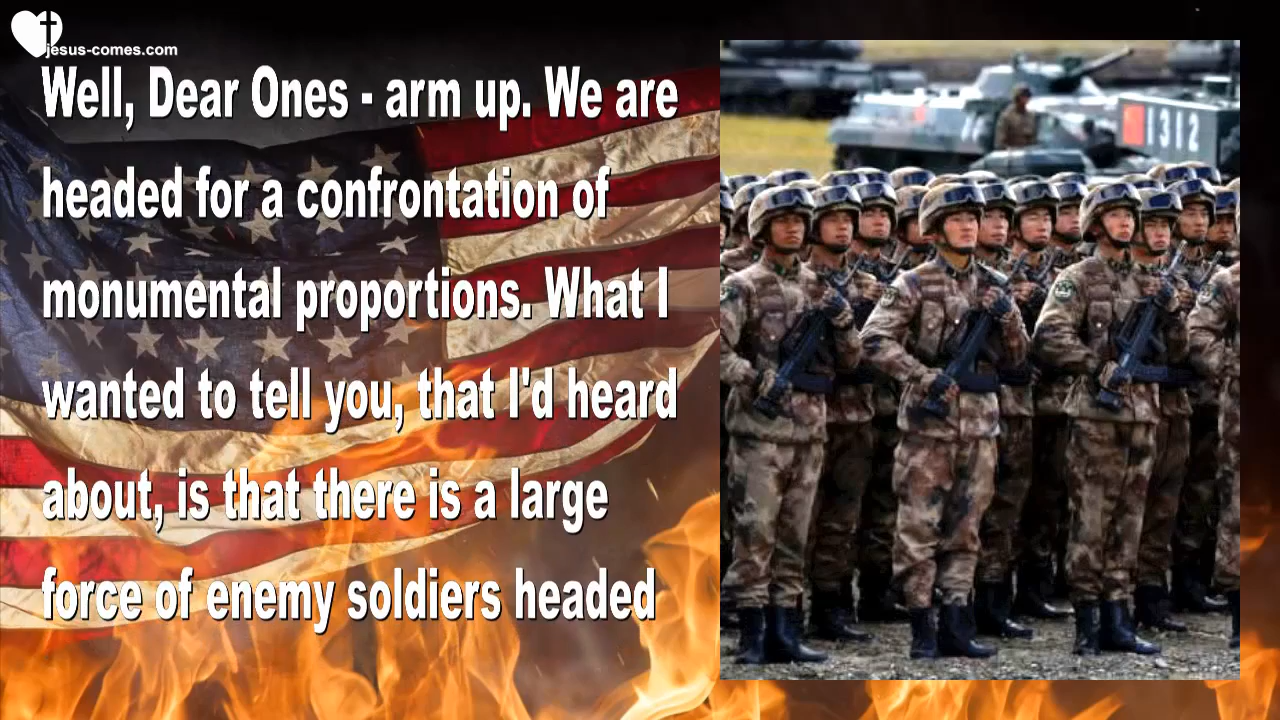 jesus-comes.com
Well, Dear Ones - arm up. We are
headed for a confrontation of
monumental proportions. What I
wanted to tell you, that I'd heard
about, is that there is a large
force of enemy soldiers headed
1312